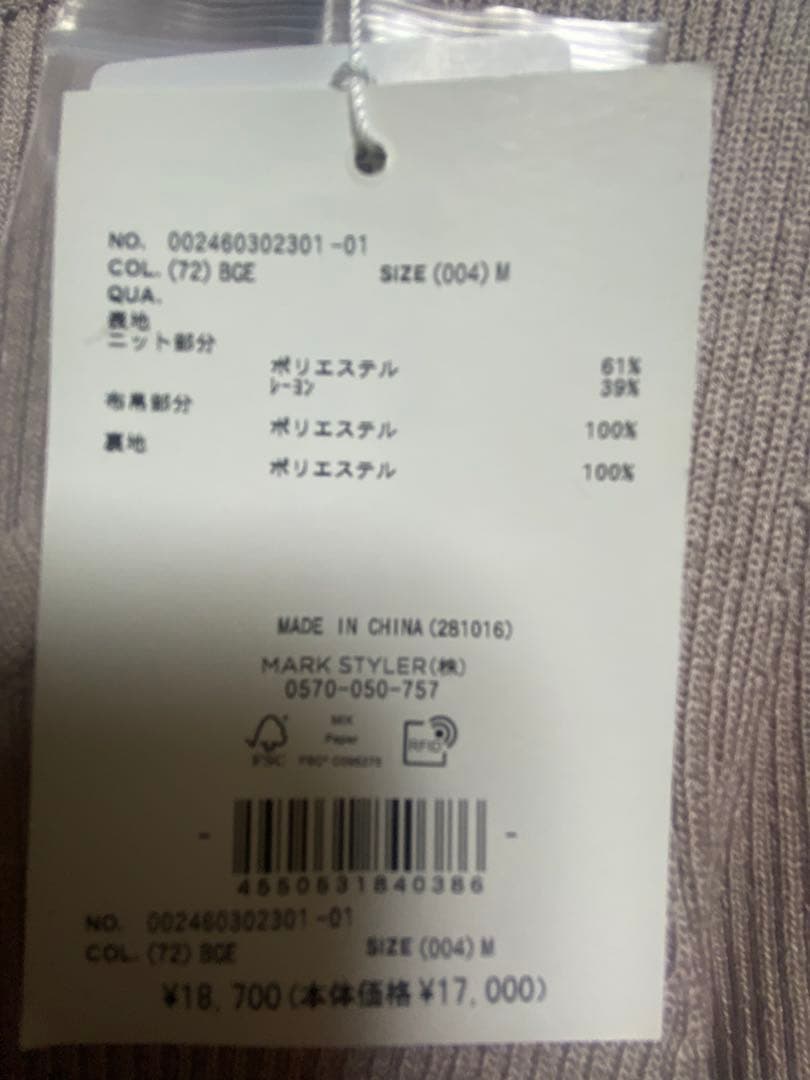 NO. 002460302301-01
COL. (72) BGE SIZE (004) M
QUA.
表地
ニット部分
ポリエステル 61%
ﾚｰﾖﾝ 39%
布帛部分
ポリエステル 100%
裏地
ポリエステル 100%
MADE IN CHINA (281016)
MARK STYLER(株)
0570-050-757
FSC
MIX
Paper
RFID
4550531840386
NO. 002460302301-01
COL. (72) BGE SIZE (004) M
¥18,700(本体価格¥17,000)